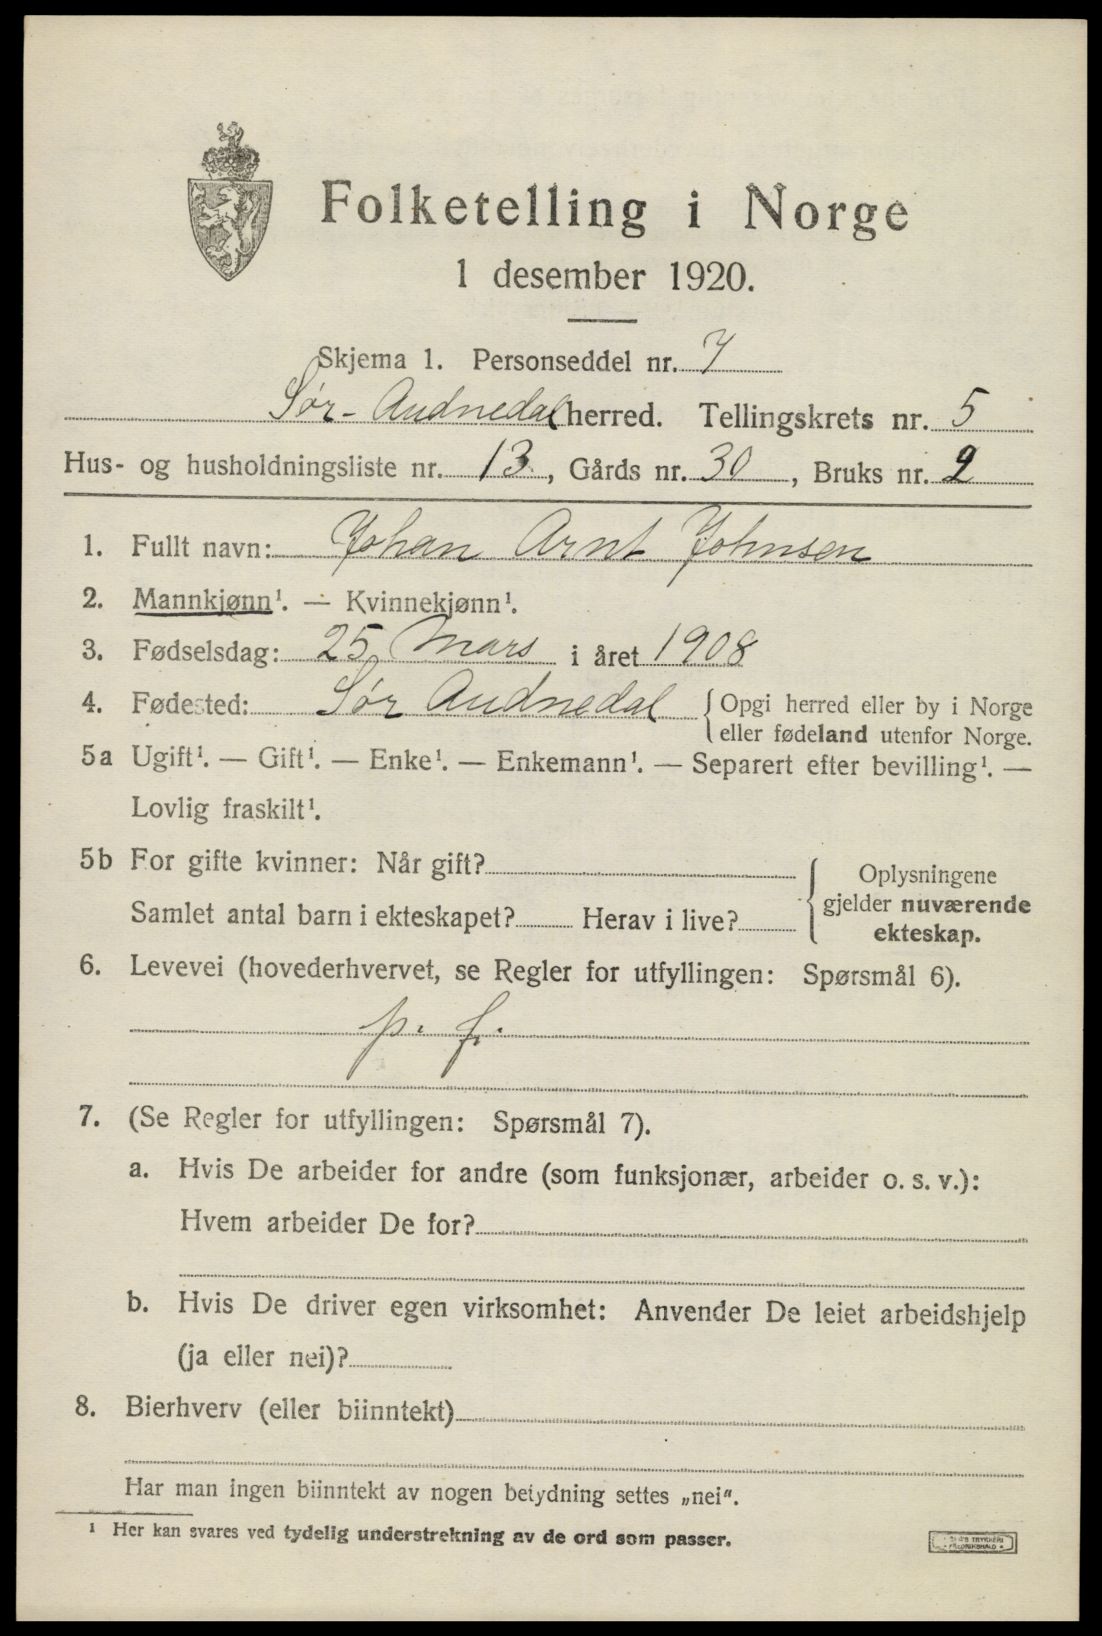 Folketelling i Norge
1 desember 1920.
Skjema 1. Personseddel nr. 7
Sør-Audnedal herred. Tellingskrets nr. 5
Hus- og husholdningsliste nr. 13, Gårds nr. 30, Bruks nr. 2
1. Fullt navn: Johan Arnt Johnsen
2. Mannkjønn¹. — Kvinnekjønn¹.
3. Fødselsdag: 25 Mars i året 1908
4. Fødested: Sør Audnedal { Opgi herred eller by i Norge
eller fødeland utenfor Norge.
5a Ugift¹. — Gift¹. — Enke¹. — Enkemann¹. — Separert efter bevilling¹. —
Lovlig fraskilt¹.
5b For gifte kvinner: Når gift?
Samlet antal barn i ekteskapet? Herav i live?
Oplysningene
gjelder nuværende
ekteskap.
6. Levevei (hovederhvervet, se Regler for utfyllingen: Spørsmål 6).
p. f.
7. (Se Regler for utfyllingen: Spørsmål 7).
a. Hvis De arbeider for andre (som funksjonær, arbeider o. s. v.):
Hvem arbeider De for?
b. Hvis De driver egen virksomhet: Anvender De leiet arbeidshjelp
(ja eller nei)?
8. Bierhverv (eller biinntekt)
Har man ingen biinntekt av nogen betydning settes „nei“.
¹ Her kan svares ved tydelig understrekning av de ord som passer.
TRYKKERI
FREDRIKSHALD